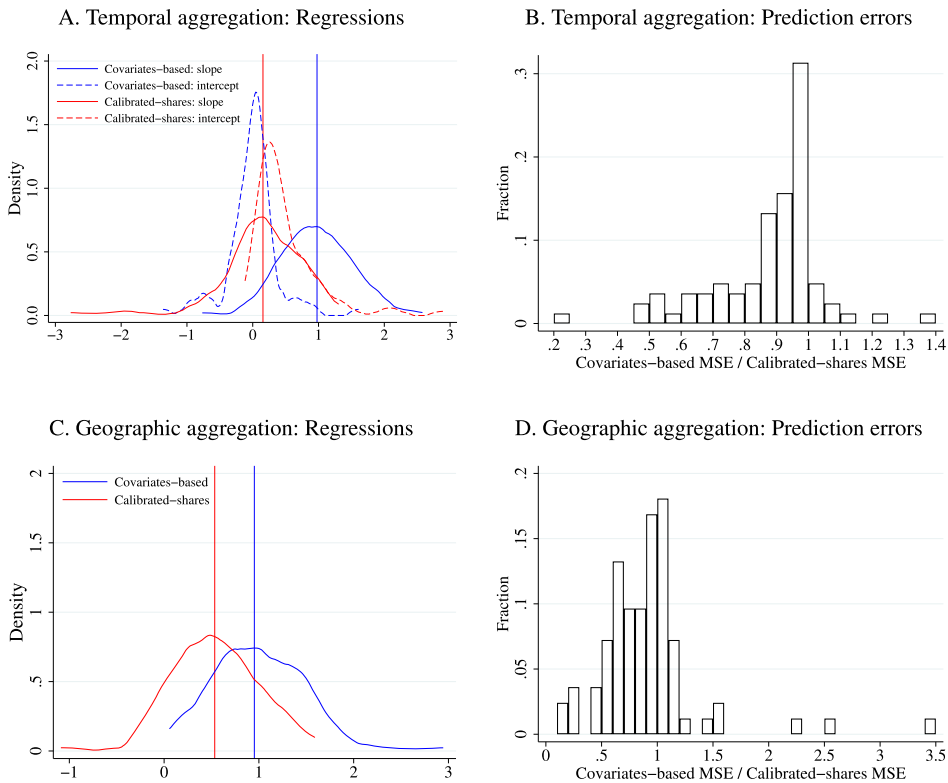 A. Temporal aggregation: Regressions
Density
2.0
1.5
1.0
0.5
0.0
Covariates−based: slope
Covariates−based: intercept
Calibrated−shares: slope
Calibrated−shares: intercept
−3 −2 −1 0 1 2 3
B. Temporal aggregation: Prediction errors
Fraction
.3
.2
.1
0
.2 .3 .4 .5 .6 .7 .8 .9 1 1.1 1.2 1.3 1.4
Covariates−based MSE / Calibrated−shares MSE
C. Geographic aggregation: Regressions
Density
2
1.5
1
.5
0
Covariates−based
Calibrated−shares
−1 0 1 2 3
D. Geographic aggregation: Prediction errors
Fraction
.2
.15
.1
.05
0
0 .5 1 1.5 2 2.5 3 3.5
Covariates−based MSE / Calibrated−shares MSE